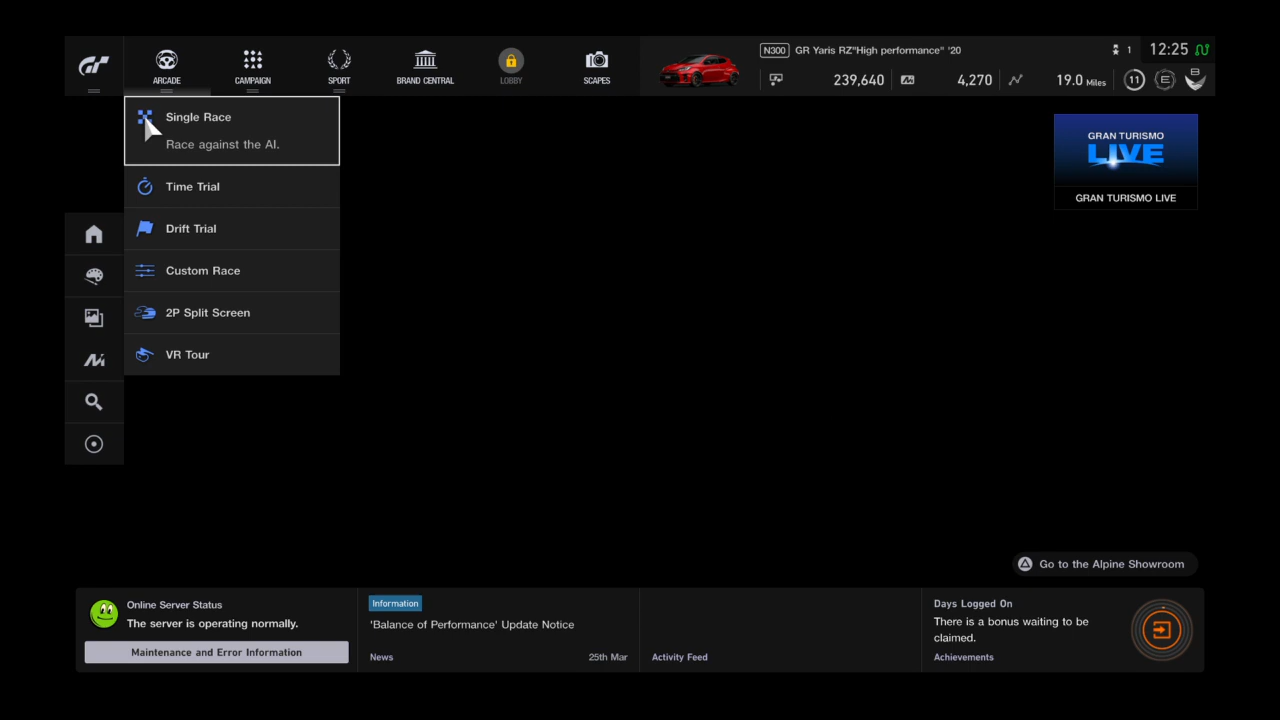 GT
ARCADE
CAMPAIGN
SPORT
BRAND CENTRAL
LOBBY
SCAPES
N300 GR Yaris RZ"High performance" '20
1 12:25
239,640
4,270
19.0 Miles
11
E
B
Single Race
Race against the AI.
Time Trial
Drift Trial
Custom Race
2P Split Screen
VR Tour
GRAN TURISMO
LIVE
GRAN TURISMO LIVE
Go to the Alpine Showroom
Online Server Status
The server is operating normally.
Maintenance and Error Information
Information
'Balance of Performance' Update Notice
News 25th Mar
Activity Feed
Days Logged On
There is a bonus waiting to be
claimed.
Achievements